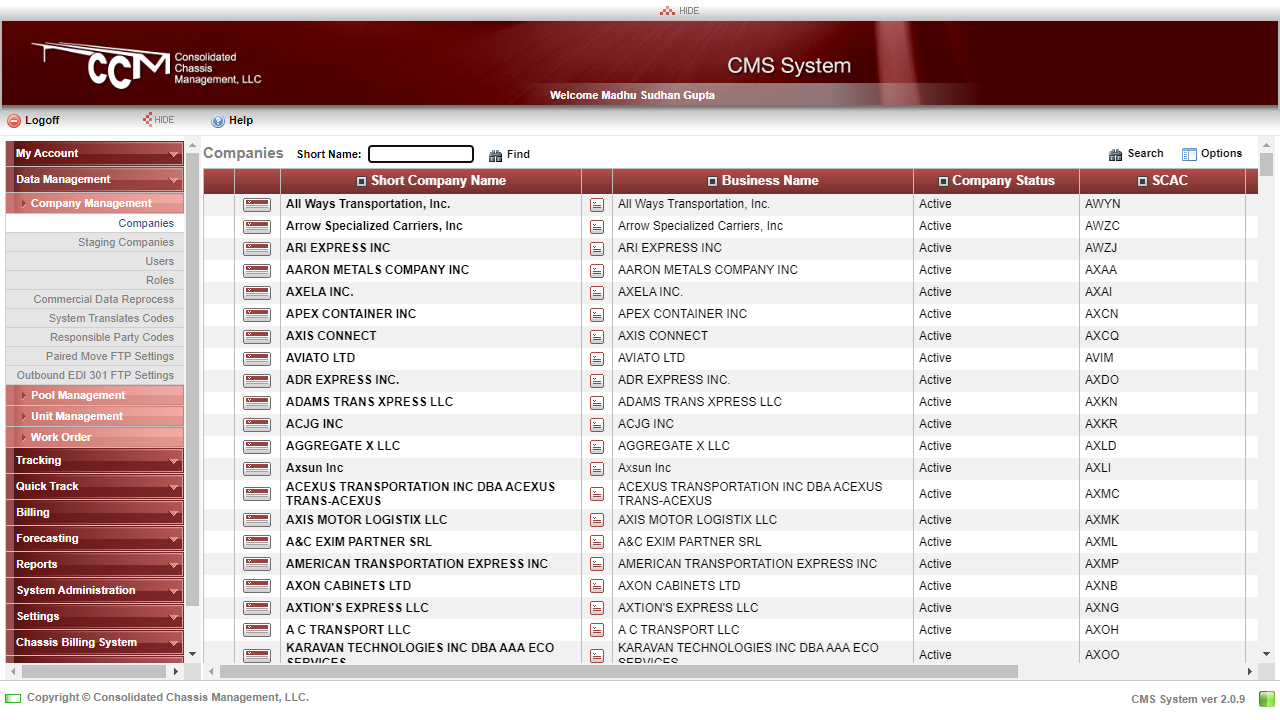 HIDE
CCM Consolidated
Chassis
Management, LLC
CMS System
Welcome Madhu Sudhan Gupta
Logoff HIDE Help
My Account
Data Management
Company Management
Companies
Staging Companies
Users
Roles
Commercial Data Reprocess
System Translates Codes
Responsible Party Codes
Paired Move FTP Settings
Outbound EDI 301 FTP Settings
Pool Management
Unit Management
Work Order
Tracking
Quick Track
Billing
Forecasting
Reports
System Administration
Settings
Chassis Billing System
Companies Short Name: Find Search Options
Short Company Name Business Name Company Status SCAC
All Ways Transportation, Inc. All Ways Transportation, Inc. Active AWYN
Arrow Specialized Carriers, Inc Arrow Specialized Carriers, Inc Active AWZC
ARI EXPRESS INC ARI EXPRESS INC Active AWZJ
AARON METALS COMPANY INC AARON METALS COMPANY INC Active AXAA
AXELA INC. AXELA INC. Active AXAI
APEX CONTAINER INC APEX CONTAINER INC Active AXCN
AXIS CONNECT AXIS CONNECT Active AXCQ
AVIATO LTD AVIATO LTD Active AVIM
ADR EXPRESS INC. ADR EXPRESS INC. Active AXDO
ADAMS TRANS XPRESS LLC ADAMS TRANS XPRESS LLC Active AXKN
ACJG INC ACJG INC Active AXKR
AGGREGATE X LLC AGGREGATE X LLC Active AXLD
Axsun Inc Axsun Inc Active AXLI
ACEXUS TRANSPORTATION INC DBA ACEXUS ACEXUS TRANSPORTATION INC DBA ACEXUS
TRANS-ACEXUS TRANS-ACEXUS Active AXMC
AXIS MOTOR LOGISTIX LLC AXIS MOTOR LOGISTIX LLC Active AXMK
A&C EXIM PARTNER SRL A&C EXIM PARTNER SRL Active AXML
AMERICAN TRANSPORTATION EXPRESS INC AMERICAN TRANSPORTATION EXPRESS INC Active AXMP
AXON CABINETS LTD AXON CABINETS LTD Active AXNB
AXTION'S EXPRESS LLC AXTION'S EXPRESS LLC Active AXNG
A C TRANSPORT LLC A C TRANSPORT LLC Active AXOH
KARAVAN TECHNOLOGIES INC DBA AAA ECO KARAVAN TECHNOLOGIES INC DBA AAA ECO
SERVICES SERVICES Active AXOO
Copyright © Consolidated Chassis Management, LLC. CMS System ver 2.0.9